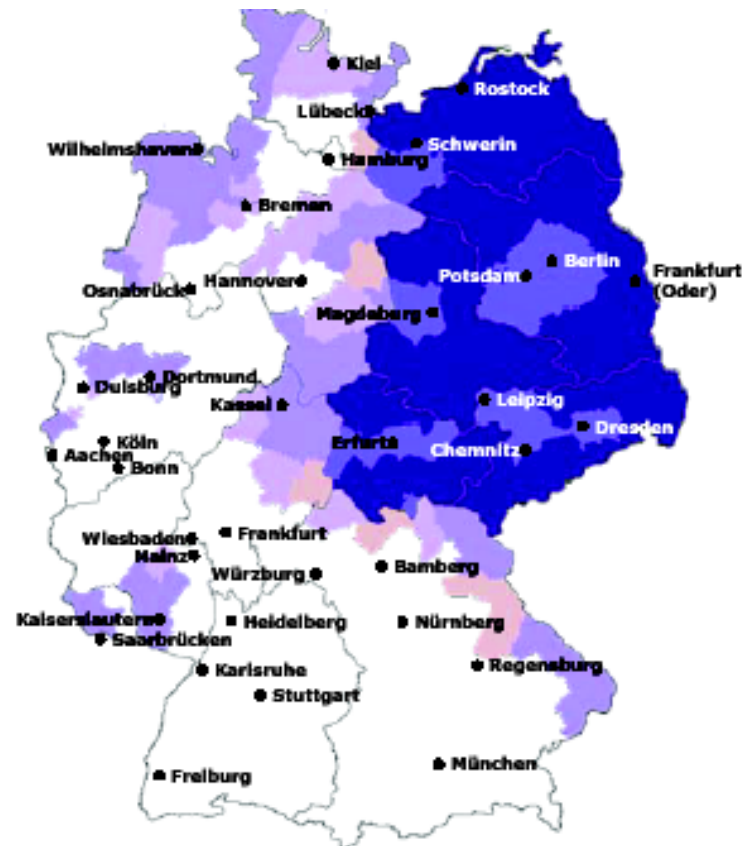 Kiel
Rostock
Lübeck
Schwerin
Wilhelmshaven
Hamburg
Bremen
Berlin
Potsdam
Frankfurt
(Oder)
Hannover
Osnabrück
Magdeburg
Dortmund
Duisburg
Kassel
Leipzig
Dresden
Köln
Erfurt
Chemnitz
Aachen
Bonn
Frankfurt
Wiesbaden
Mainz
Bamberg
Würzburg
Kaiserslautern
Heidelberg
Nürnberg
Saarbrücken
Regensburg
Karlsruhe
Stuttgart
München
Freiburg